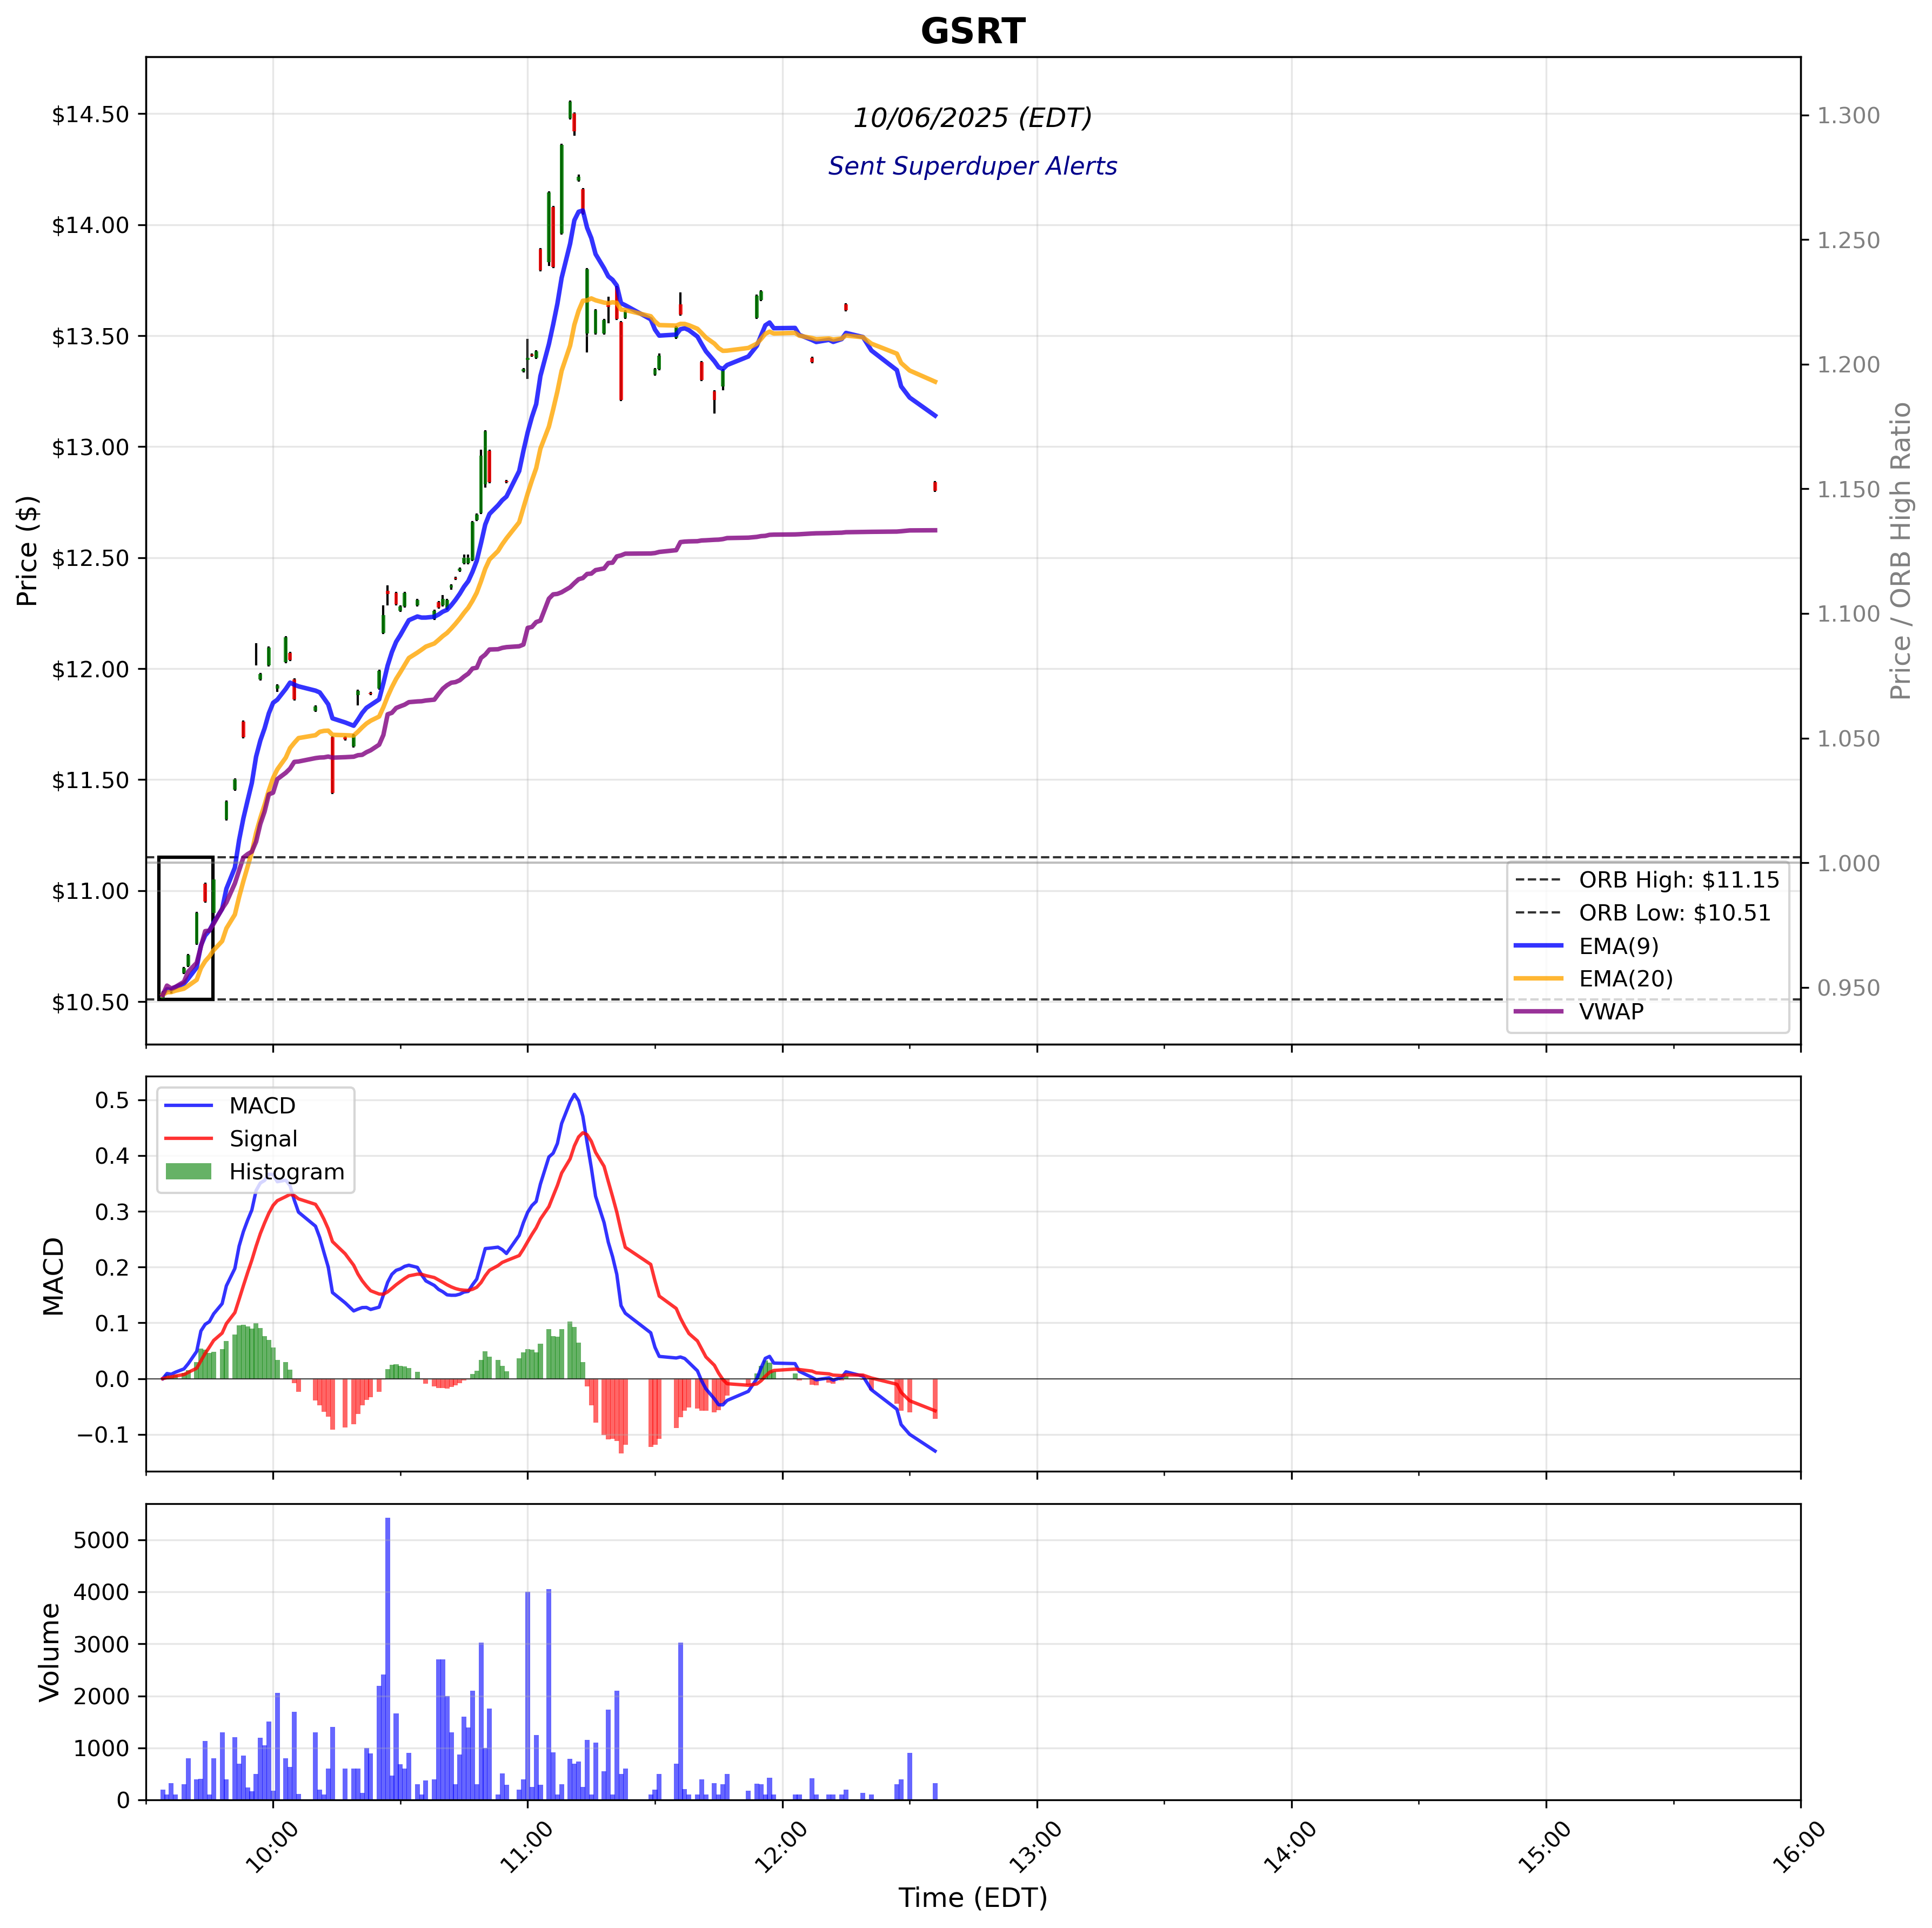 GSRT
10/06/2025 (EDT)
Sent Superduper Alerts
Price ($)
$14.50
$14.00
$13.50
$13.00
$12.50
$12.00
$11.50
$11.00
$10.50
1.300
1.250
1.200
1.150
1.100
1.050
1.000
0.950
Price / ORB High Ratio
ORB High: $11.15
ORB Low: $10.51
EMA(9)
EMA(20)
VWAP
MACD
0.5
0.4
0.3
0.2
0.1
0.0
−0.1
MACD
Signal
Histogram
Volume
5000
4000
3000
2000
1000
0
10:00
11:00
12:00
13:00
14:00
15:00
16:00
Time (EDT)